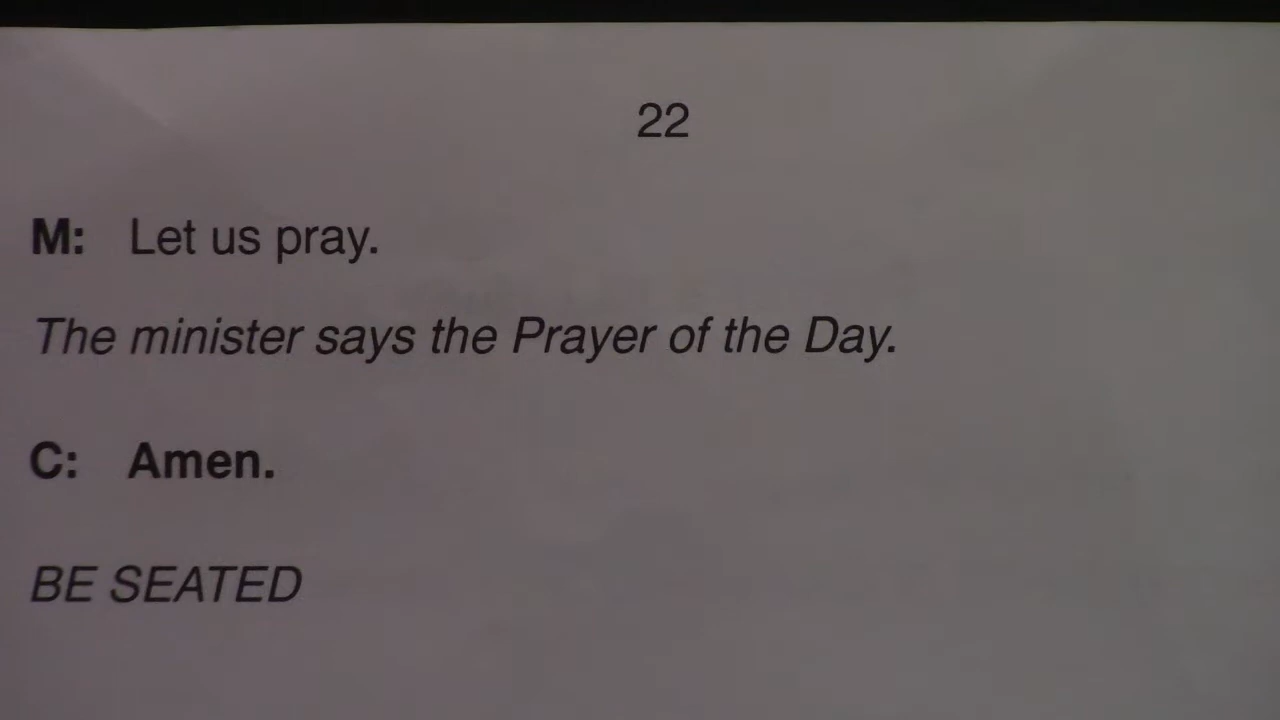 22
M: Let us pray.
The minister says the Prayer of the Day.
C: Amen.
BE SEATED